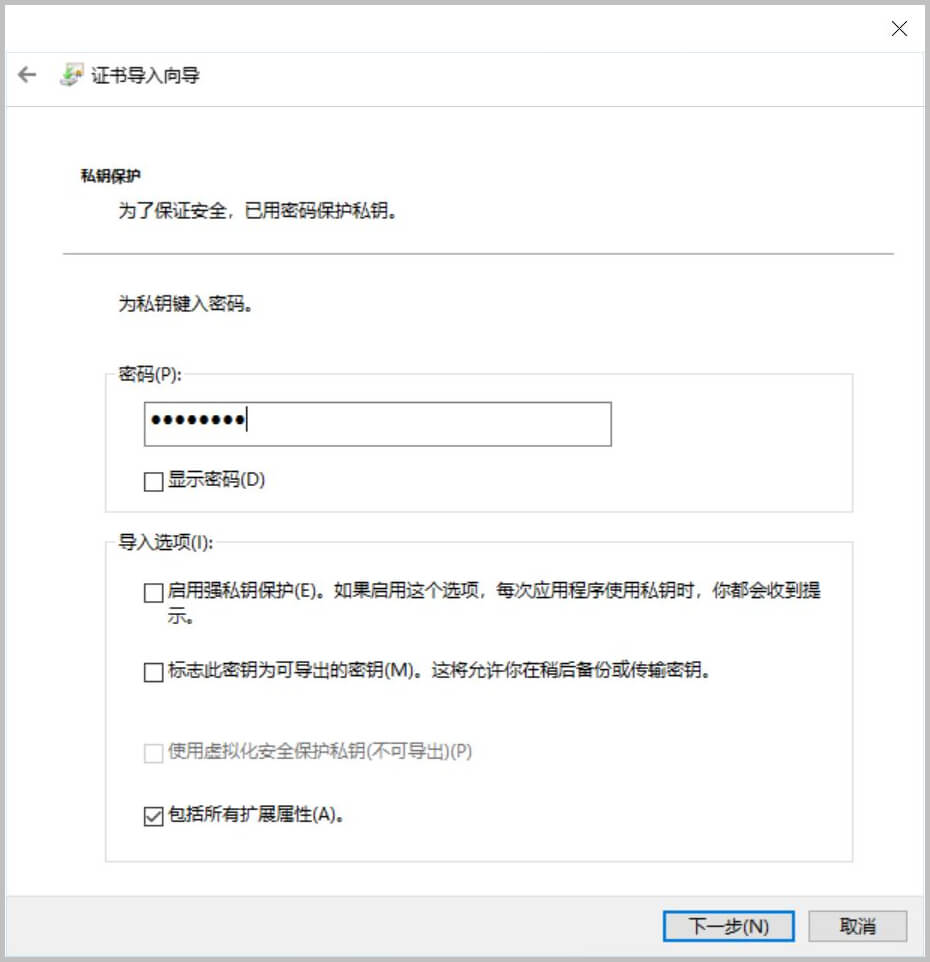 证书导入向导
私钥保护
为了保证安全，已用密码保护私钥。
为私钥键入密码。
密码(P):
●●●●●●●●
显示密码(D)
导入选项(I):
启用强私钥保护(E)。如果启用这个选项，每次应用程序使用私钥时，你都会收到提
示。
标志此密钥为可导出的密钥(M)。这将允许你在稍后备份或传输密钥。
使用虚拟化安全保护私钥(不可导出)(P)
包括所有扩展属性(A)。
下一步(N)
取消